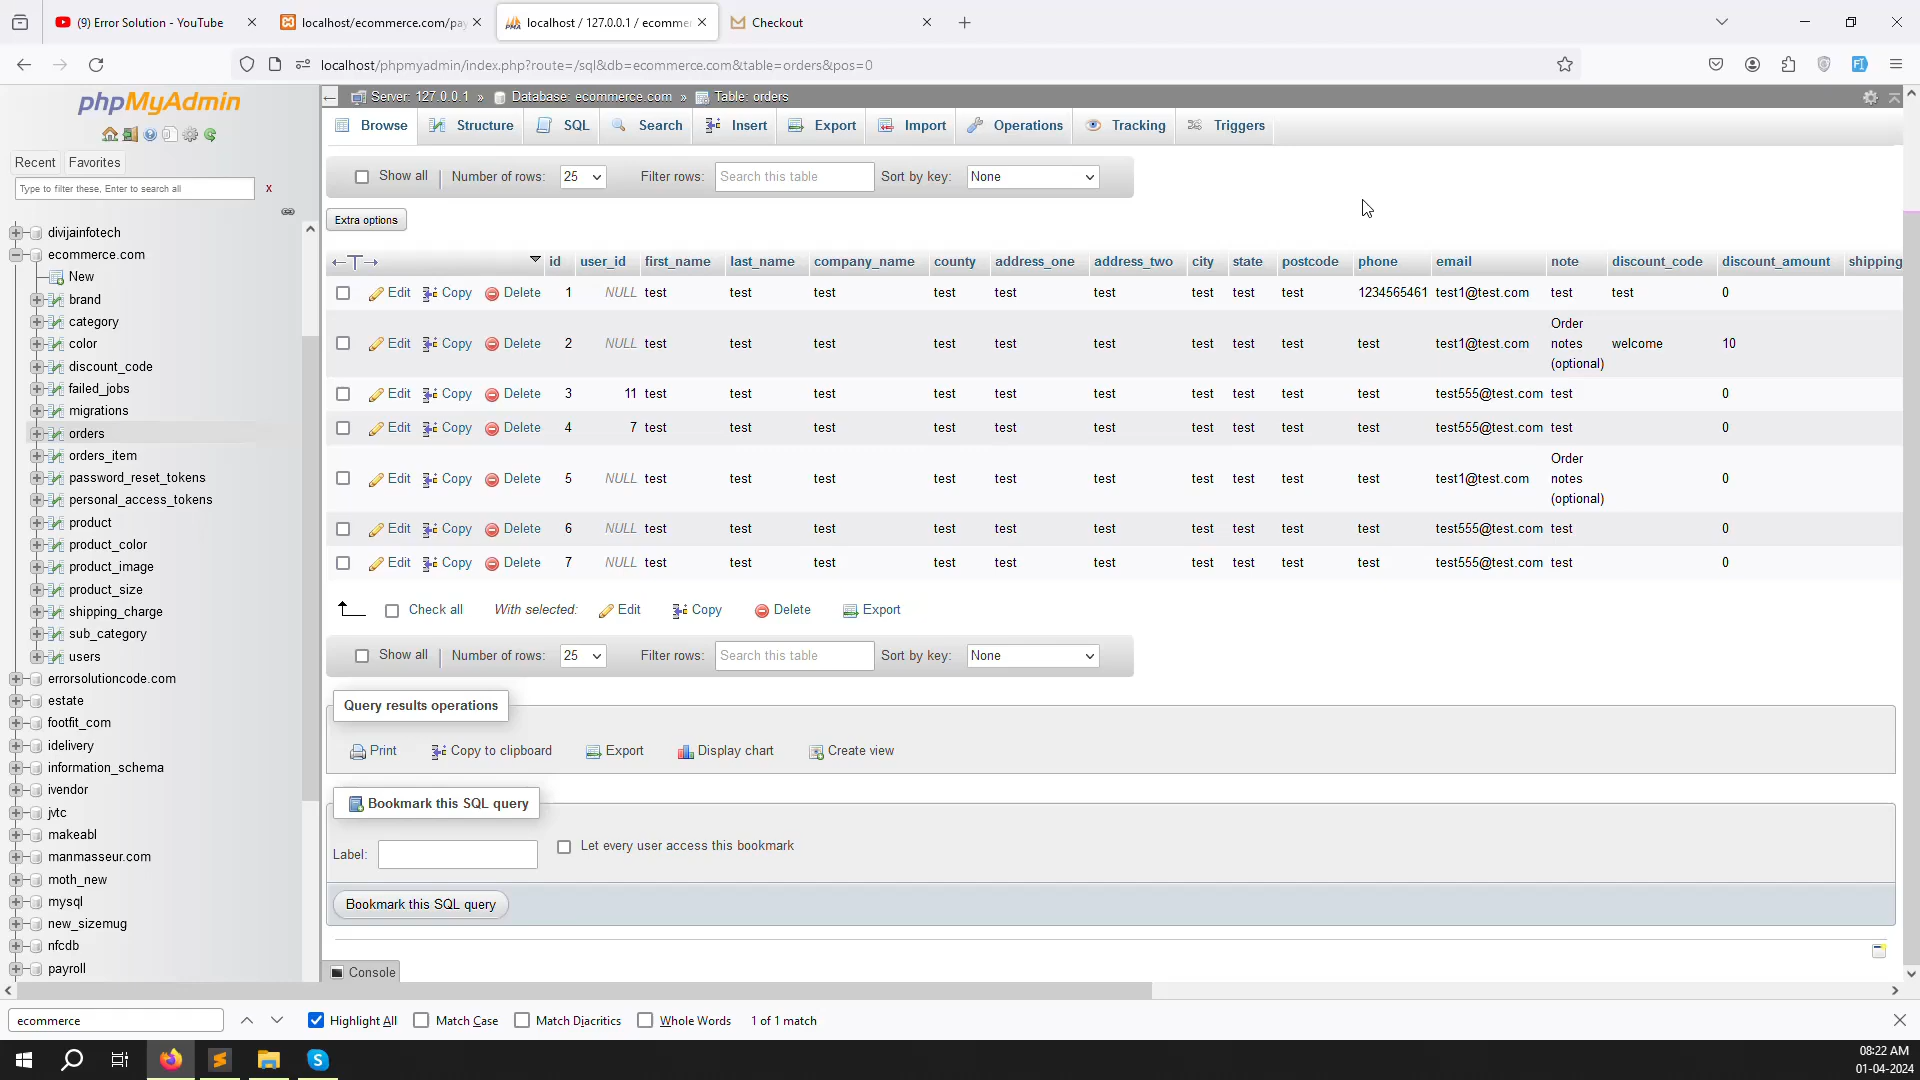 (9) Error Solution - YouTube
localhost/ecommerce.com/pay
localhost / 127.0.0.1 / ecomme
Checkout
localhost/phpmyadmin/index.php?route=/sql&db=ecommerce.com&table=orders&pos=0
phpMyAdmin
Recent Favorites
Type to filter these, Enter to search all X
divijainfotech
ecommerce.com
New
brand
category
color
discount_code
failed_jobs
migrations
orders
orders_item
password_reset_tokens
personal_access_tokens
product
product_color
product_image
product_size
shipping_charge
sub_category
users
errorsolutioncode.com
estate
footfit_com
idelivery
information_schema
ivendor
jvtc
makeabl
manmasseur.com
moth_new
mysql
new_sizemug
nfcdb
payroll
Server: 127.0.0.1 » Database: ecommerce.com » Table: orders
Browse Structure SQL Search Insert Export Import Operations Tracking Triggers
Show all Number of rows: 25 Filter rows: Search this table Sort by key: None
Extra options
id user_id first_name last_name company_name county address_one address_two city state postcode phone email note discount_code discount_amount shipping
Edit Copy Delete 1 NULL test test test test test test test test test 1234565461 test1@test.com test test 0
Edit Copy Delete 2 NULL test test test test test test test test test test test1@test.com Order notes (optional) welcome 10
Edit Copy Delete 3 11 test test test test test test test test test test test555@test.com test 0
Edit Copy Delete 4 7 test test test test test test test test test test test555@test.com test 0
Edit Copy Delete 5 NULL test test test test test test test test test test test1@test.com Order notes (optional) 0
Edit Copy Delete 6 NULL test test test test test test test test test test test555@test.com test 0
Edit Copy Delete 7 NULL test test test test test test test test test test test555@test.com test 0
Check all With selected: Edit Copy Delete Export
Show all Number of rows: 25 Filter rows: Search this table Sort by key: None
Query results operations
Print Copy to clipboard Export Display chart Create view
Bookmark this SQL query
Label: Let every user access this bookmark
Bookmark this SQL query
Console
ecommerce Highlight All Match Case Match Diacritics Whole Words 1 of 1 match
08:22 AM
01-04-2024